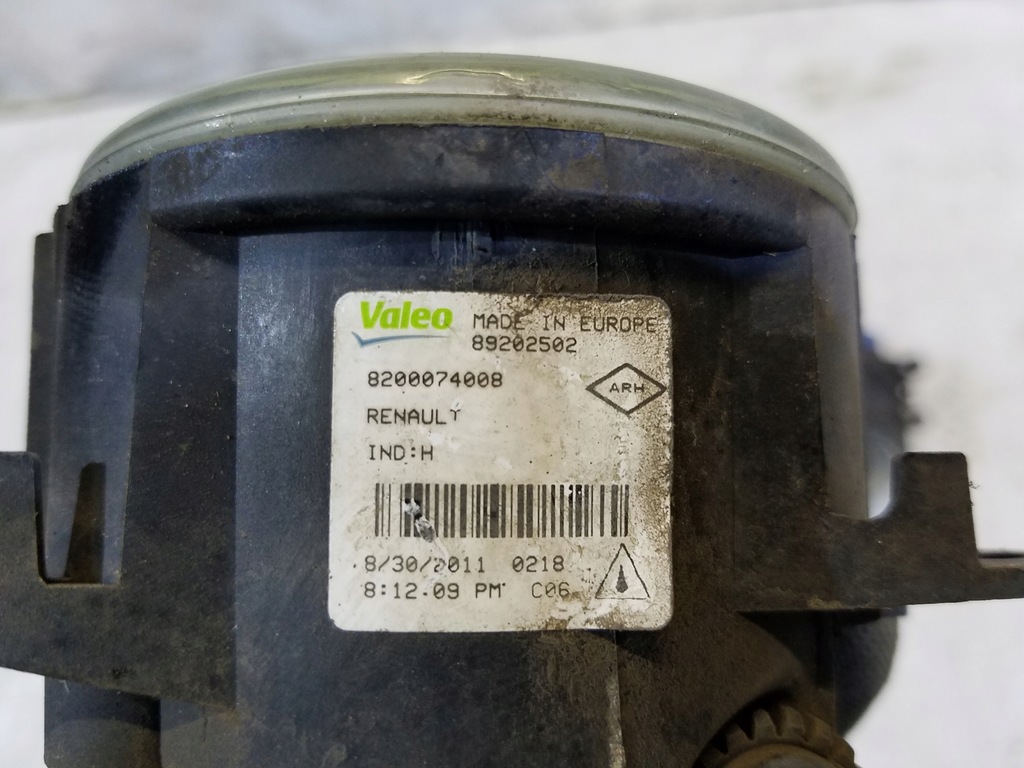 Valeo MADE IN EUROPE
89202502
8200074008 ARH
RENAULT
IND:H
8/30/2011 0218
8:12.09 PM C06